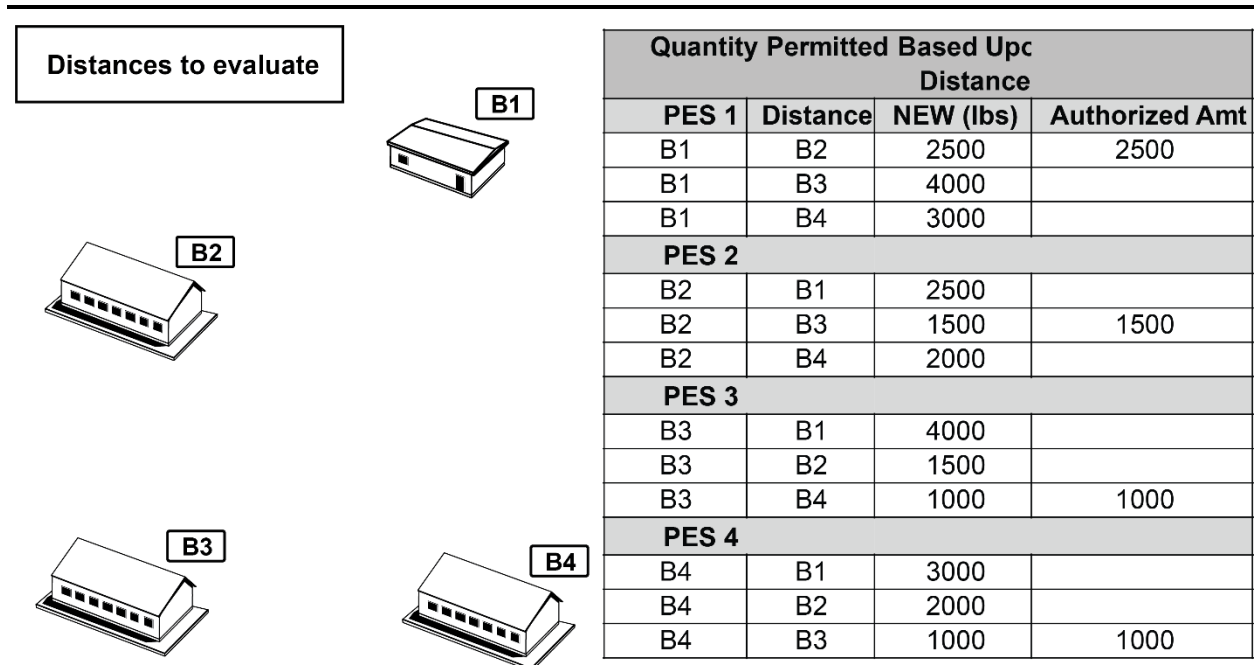 Distances to evaluate
B1
B2
B3
B4
Quantity Permitted Based Upc
Distance
PES 1 Distance NEW (lbs) Authorized Amt
B1 B2 2500 2500
B1 B3 4000
B1 B4 3000
PES 2
B2 B1 2500
B2 B3 1500 1500
B2 B4 2000
PES 3
B3 B1 4000
B3 B2 1500
B3 B4 1000 1000
PES 4
B4 B1 3000
B4 B2 2000
B4 B3 1000 1000